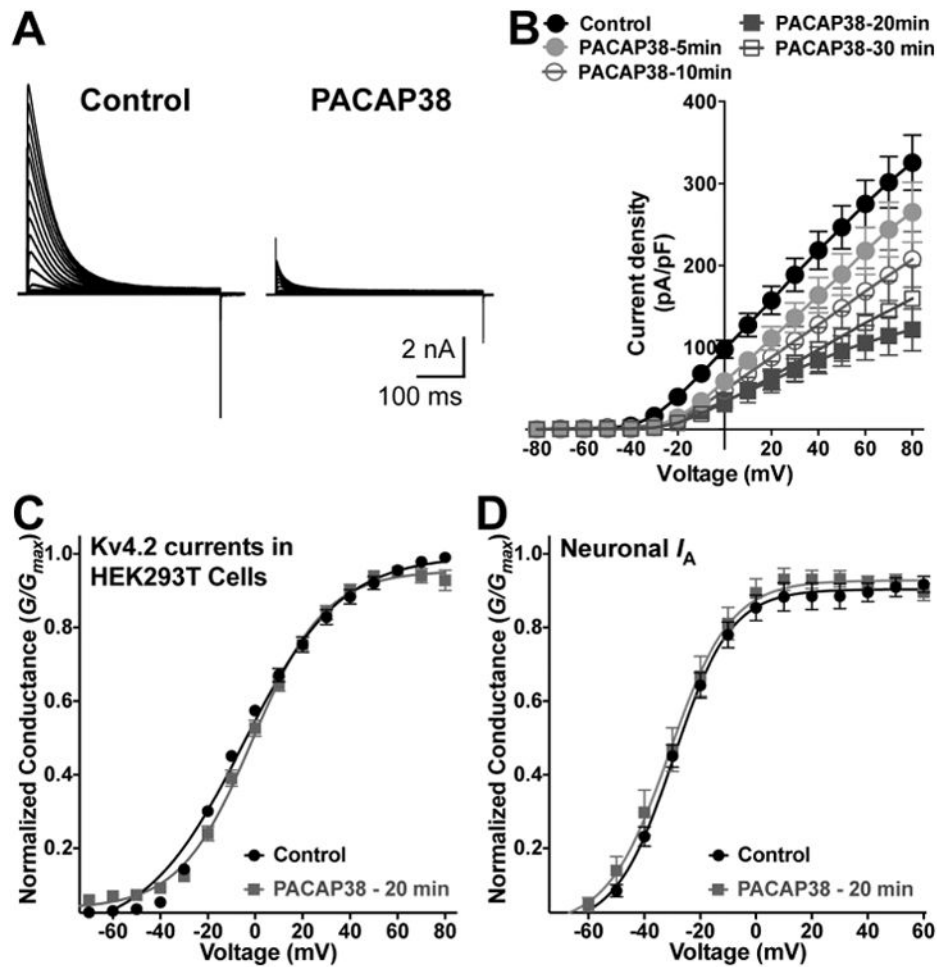 A
Control
PACAP38
2 nA
100 ms
B
Control
PACAP38-5min
PACAP38-10min
PACAP38-20min
PACAP38-30 min
400
300
200
100
Current density
(pA/pF)
-80 -60 -40 -20 20 40 60 80
Voltage (mV)
C
Kv4.2 currents in
HEK293T Cells
Normalized Conductance (G/Gmax)
1.0
0.8
0.6
0.4
0.2
Control
PACAP38 - 20 min
-60 -40 -20 0 20 40 60 80
Voltage (mV)
D
Neuronal IA
Normalized Conductance (G/Gmax)
1.0
0.8
0.6
0.4
0.2
Control
PACAP38 - 20 min
-60 -40 -20 0 20 40 60
Voltage (mV)